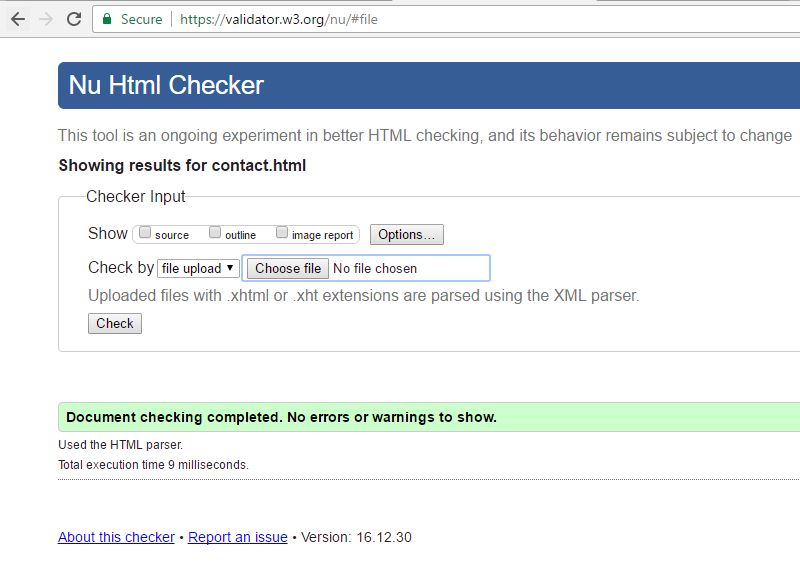 Secure https://validator.w3.org/nu/#file
Nu Html Checker
This tool is an ongoing experiment in better HTML checking, and its behavior remains subject to change
Showing results for contact.html
Checker Input
Show source outline image report Options...
Check by file upload ▼ Choose file No file chosen
Uploaded files with .xhtml or .xht extensions are parsed using the XML parser.
Check
Document checking completed. No errors or warnings to show.
Used the HTML parser.
Total execution time 9 milliseconds.
About this checker • Report an issue • Version: 16.12.30